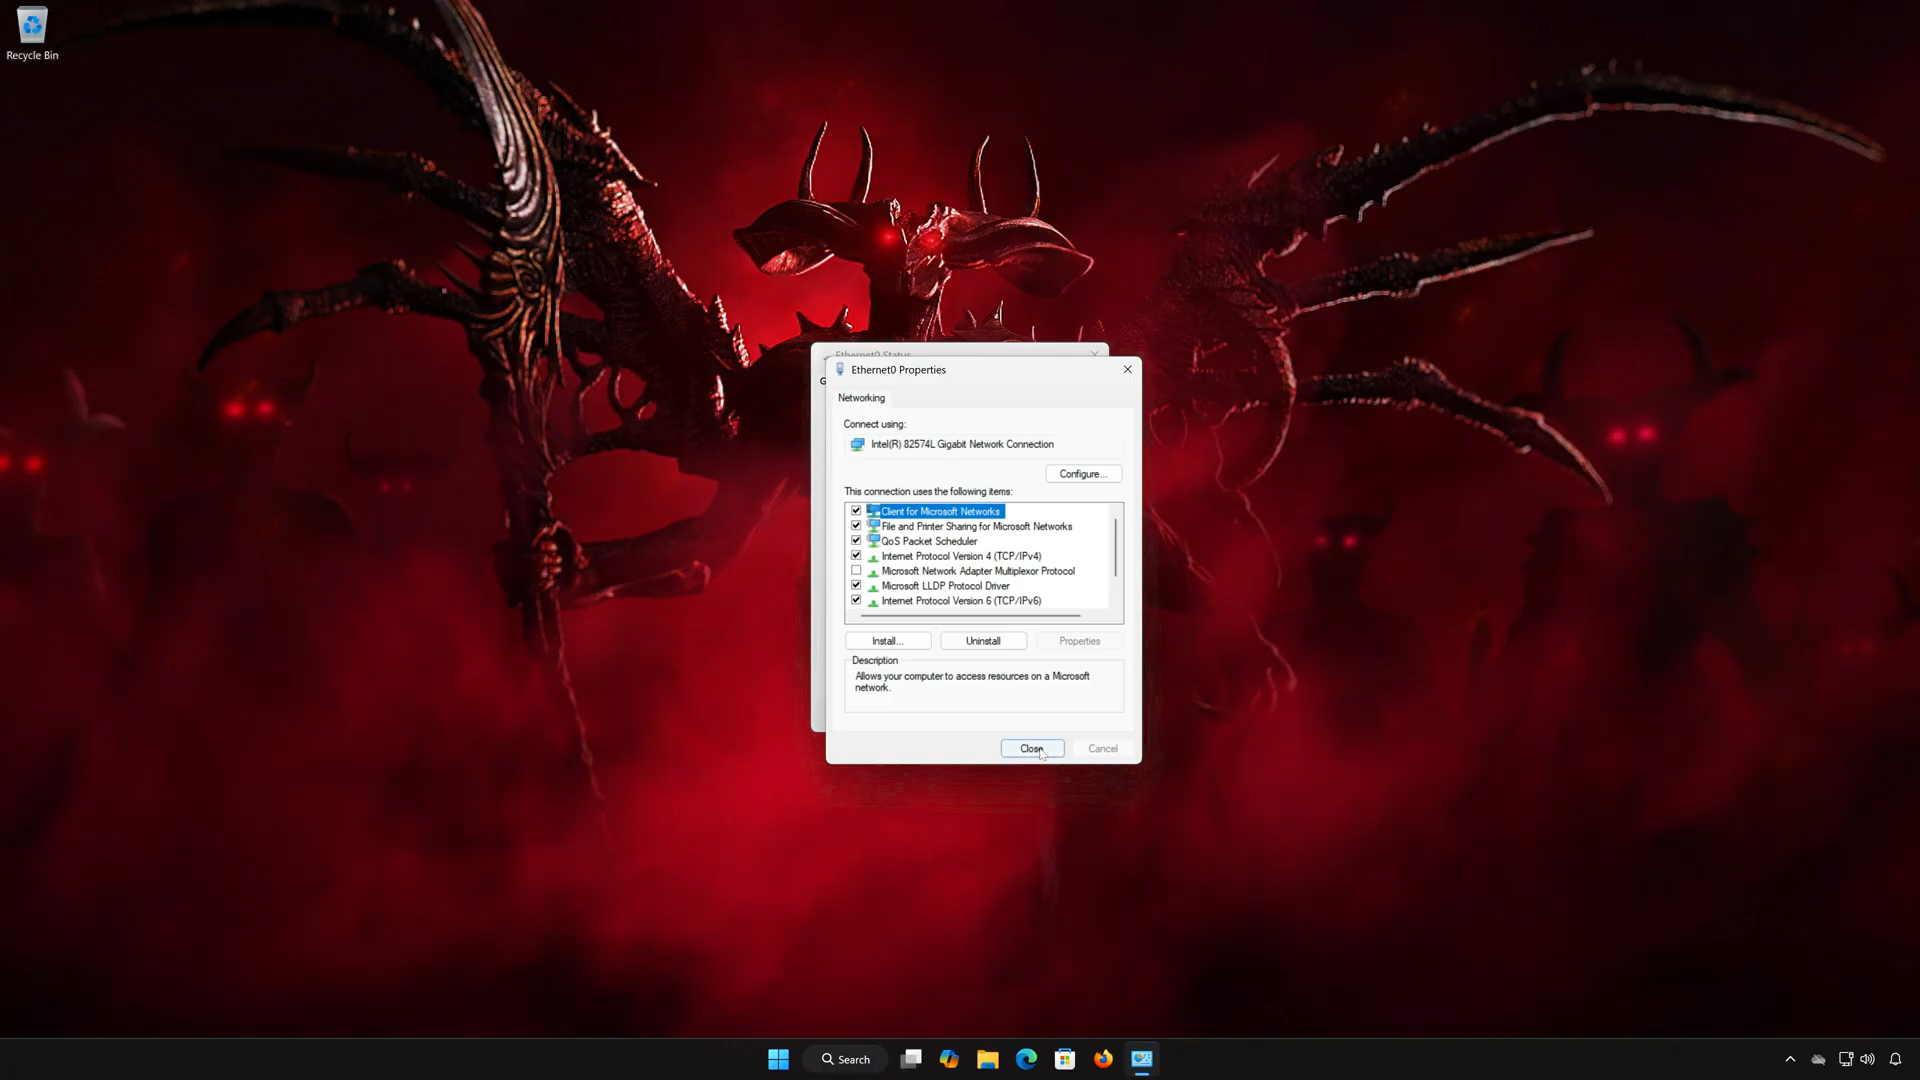 Recycle Bin
Ethernet0 Status
G
Ethernet0 Properties
Networking
Connect using:
Intel(R) 82574L Gigabit Network Connection
Configure...
This connection uses the following items:
Client for Microsoft Networks
File and Printer Sharing for Microsoft Networks
QoS Packet Scheduler
Internet Protocol Version 4 (TCP/IPv4)
Microsoft Network Adapter Multiplexor Protocol
Microsoft LLDP Protocol Driver
Internet Protocol Version 6 (TCP/IPv6)
Install... Uninstall Properties
Description
Allows your computer to access resources on a Microsoft
network.
Close Cancel
Search